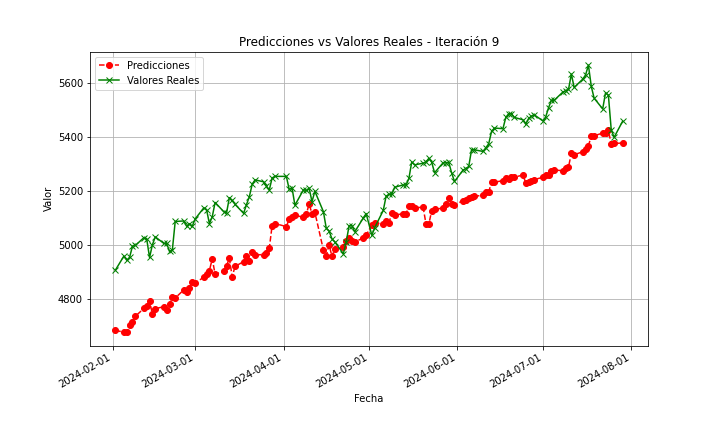 Predicciones vs Valores Reales - Iteración 9
Predicciones
Valores Reales
Valor
5600
5400
5200
5000
4800
2024-02-01
2024-03-01
2024-04-01
2024-05-01
2024-06-01
2024-07-01
2024-08-01
Fecha